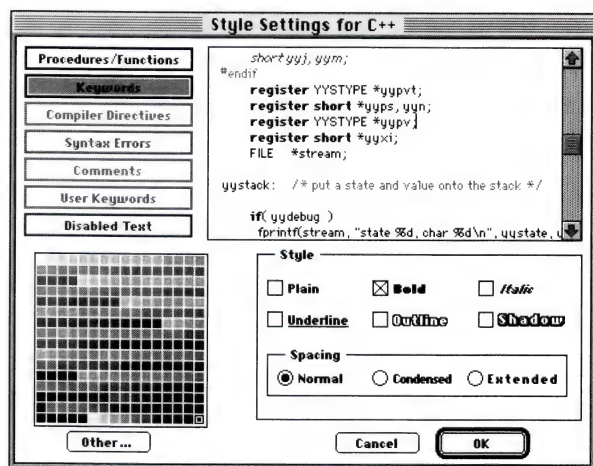 Style Settings for C++
Procedures/Functions
Keywords
Compiler Directives
Syntax Errors
Comments
User Keywords
Disabled Text
short yyj, yym;
#endif
register YYSTYPE *yypvt;
register short *yyps, yyn;
register YYSTYPE *yypv;
register short *yyxi;
FILE *stream;
yystack: /* put a state and value onto the stack */
if( yydebug )
fprintf(stream, "state %d, char %d\n", yystate,
Style
Plain
Bold
Italic
Underline
Outline
Shadow
Spacing
Normal
Condensed
Extended
Other...
Cancel
OK